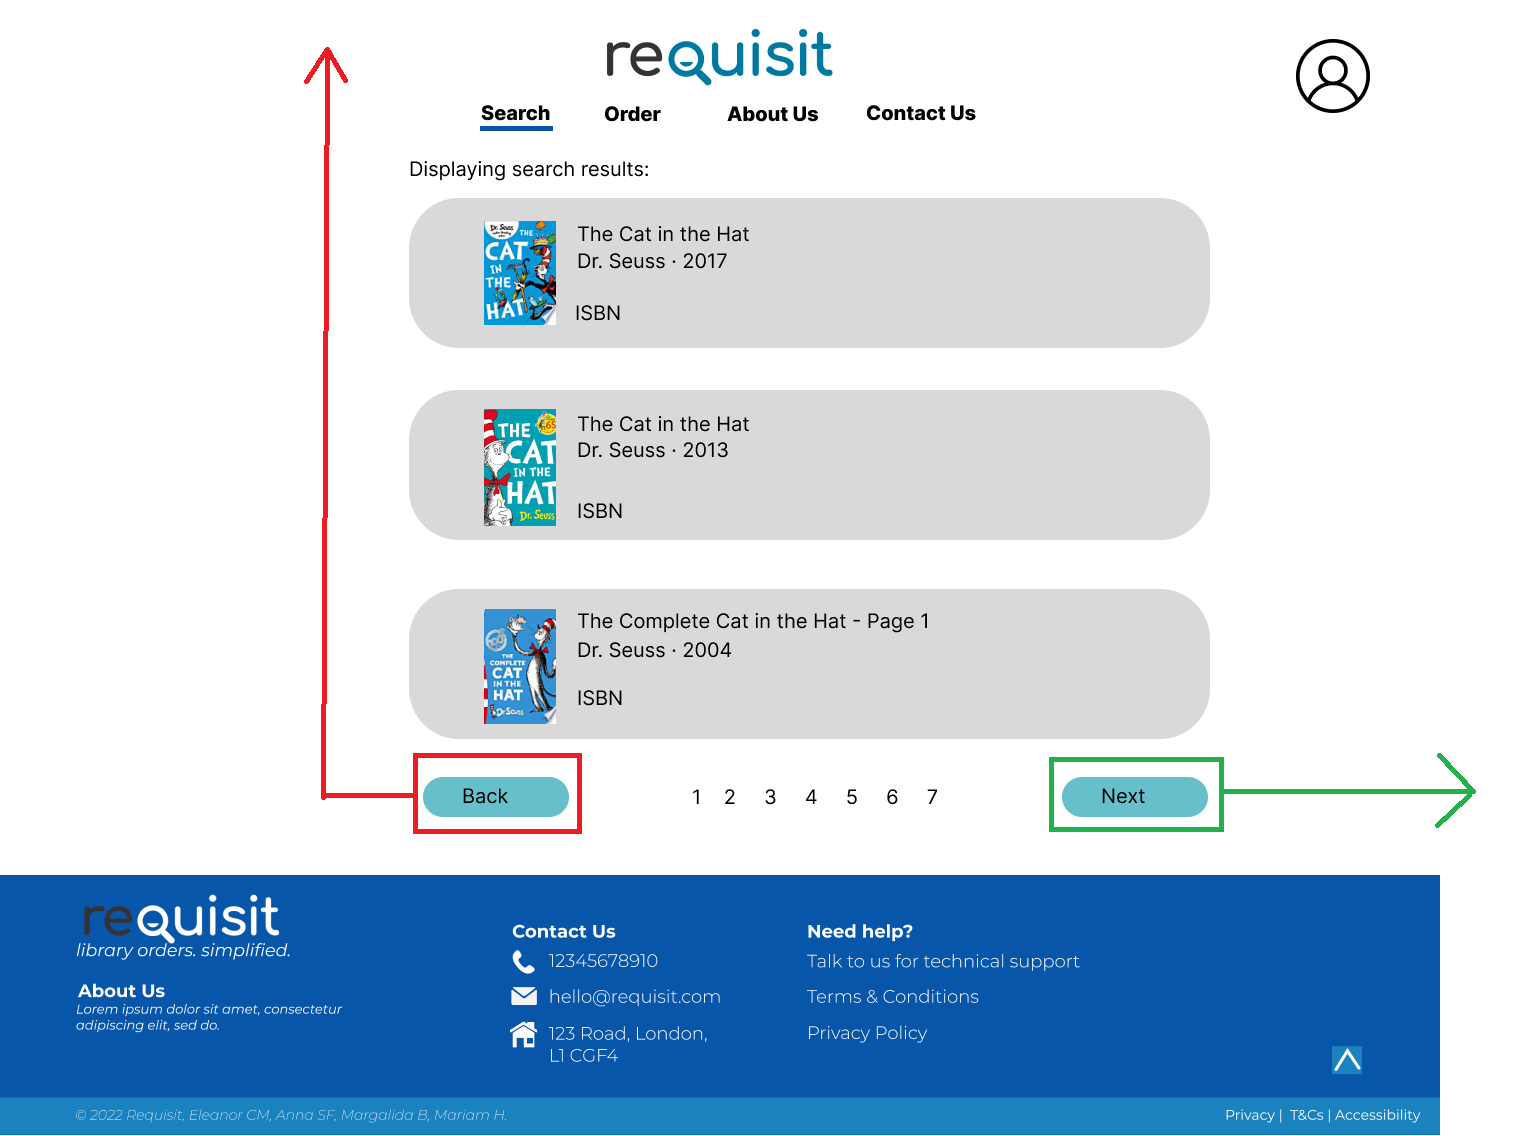 requisit
Search Order About Us Contact Us
Displaying search results:
Dr. Seuss
THE
CAT
IN
THE
HAT
The Cat in the Hat
Dr. Seuss · 2017
ISBN
THE
CAT
IN THE
HAT
Dr. Seuss
The Cat in the Hat
Dr. Seuss · 2013
ISBN
THE
COMPLETE
CAT
IN THE
HAT
Dr. Seuss
The Complete Cat in the Hat - Page 1
Dr. Seuss · 2004
ISBN
Back 1 2 3 4 5 6 7 Next
requisit
library orders. simplified.
About Us
Lorem ipsum dolor sit amet, consectetur
adipiscing elit, sed do.
Contact Us
12345678910
hello@requisit.com
123 Road, London,
L1 CGF4
Need help?
Talk to us for technical support
Terms & Conditions
Privacy Policy
© 2022 Requisit, Eleanor CM, Anna SF, Margalida B, Mariam H.
Privacy | T&Cs | Accessibility